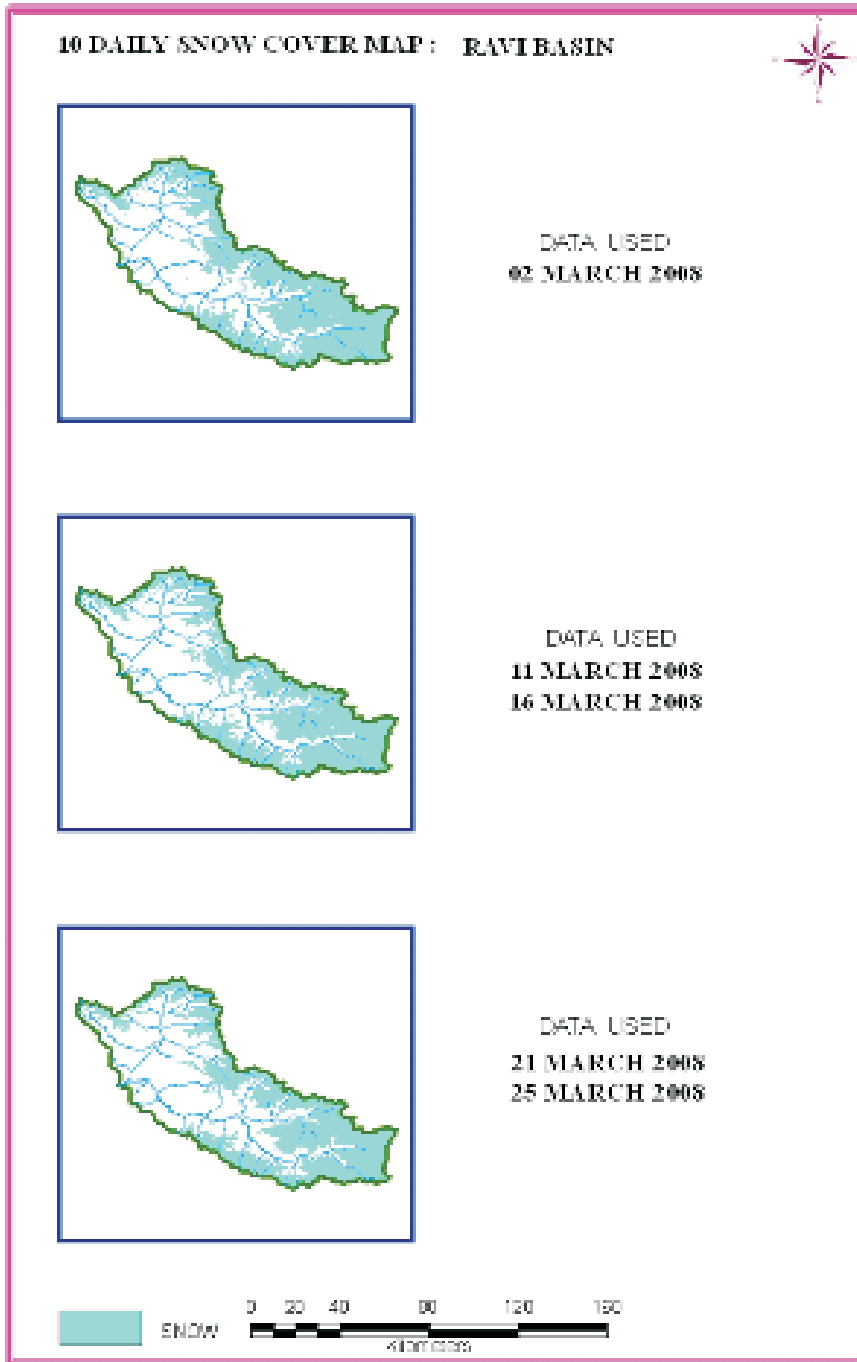 10 DAILY SNOW COVER MAP : RAVI BASIN
DATA USED
02 MARCH 2008
DATA USED
11 MARCH 2008
16 MARCH 2008
DATA USED
21 MARCH 2008
25 MARCH 2008
0 20 40 80 120 160
SNOW
Kilometers